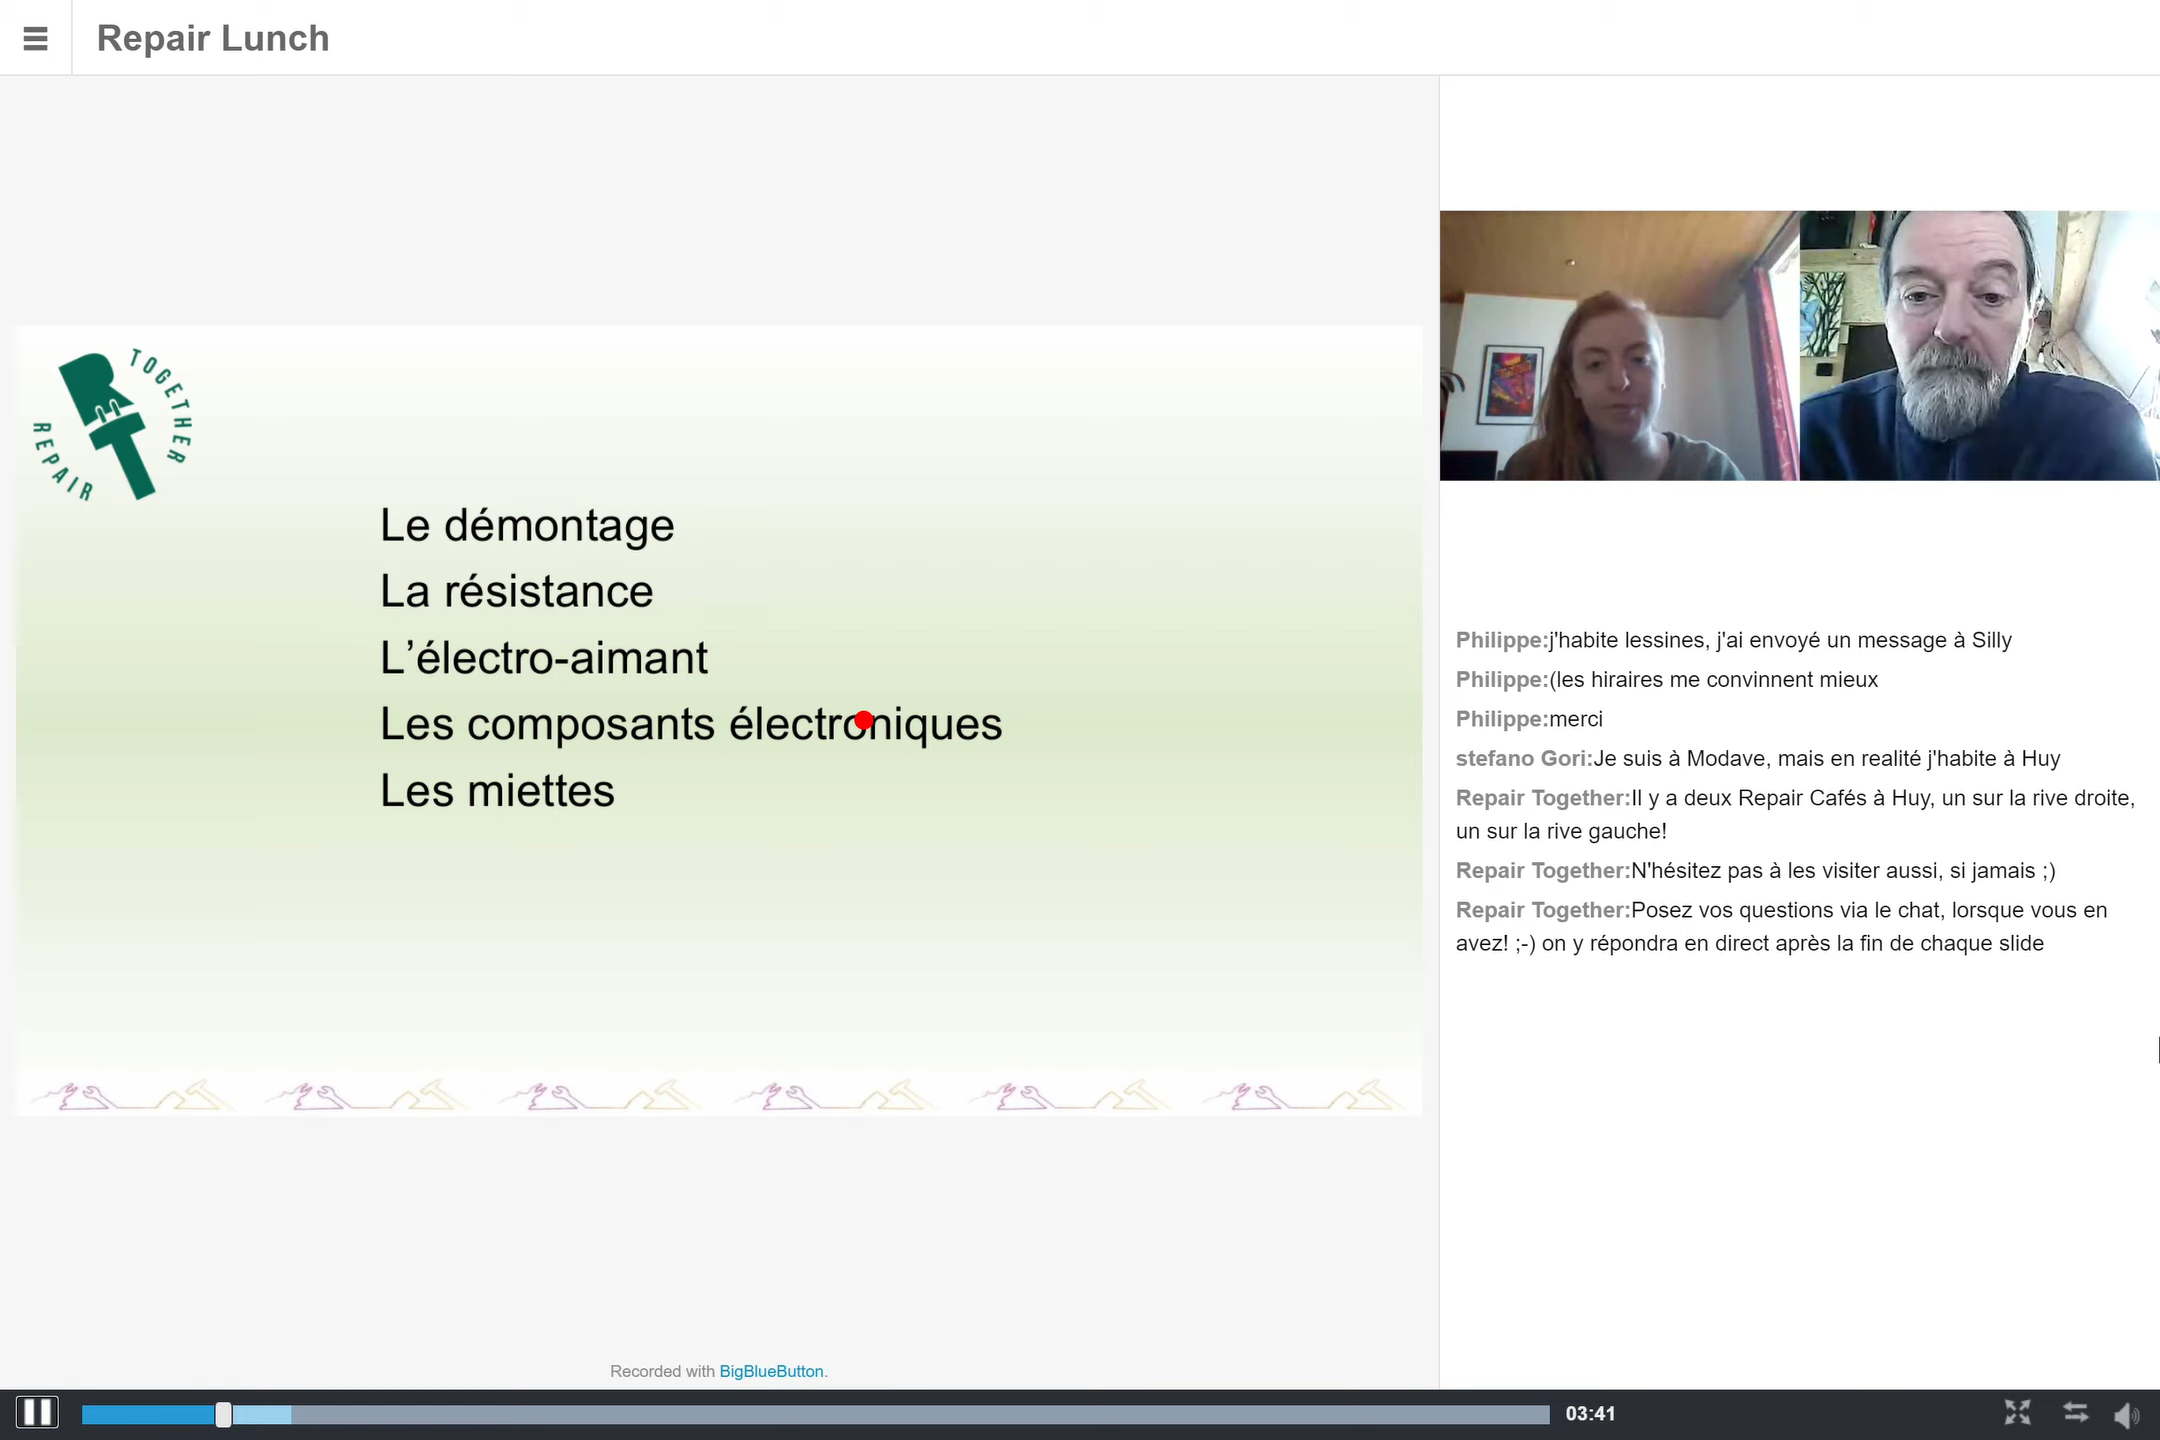 Repair Lunch
REPAIR TOGETHER
Le démontage
La résistance
L’électro-aimant
Les composants électroniques
Les miettes
Philippe:j'habite lessines, j'ai envoyé un message à Silly
Philippe:(les hiraires me convinnent mieux
Philippe:merci
stefano Gori:Je suis à Modave, mais en realité j'habite à Huy
Repair Together:Il y a deux Repair Cafés à Huy, un sur la rive droite,
un sur la rive gauche!
Repair Together:N'hésitez pas à les visiter aussi, si jamais ;)
Repair Together:Posez vos questions via le chat, lorsque vous en
avez! ;-) on y répondra en direct après la fin de chaque slide
Recorded with BigBlueButton.
03:41